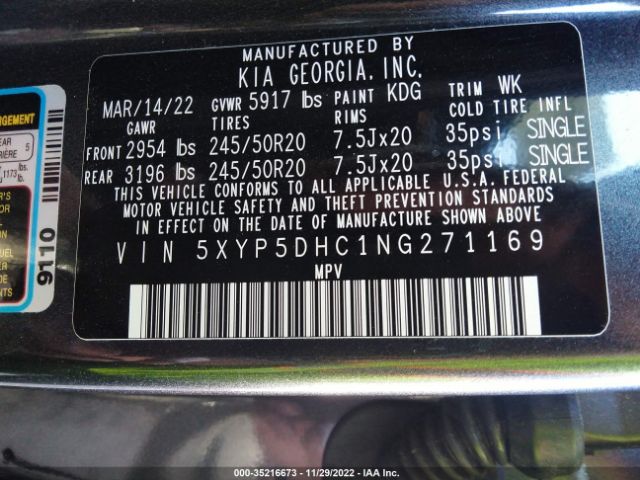 MANUFACTURED BY
KIA GEORGIA, INC.
MAR/14/22 GVWR 5917 lbs PAINT KDG TRIM WK
GAWR TIRES RIMS COLD TIRE INFL
FRONT 2954 lbs 245/50R20 7.5Jx20 35psi SINGLE
REAR 3196 lbs 245/50R20 7.5Jx20 35psi SINGLE
THIS VEHICLE CONFORMS TO ALL APPLICABLE U.S.A. FEDERAL
MOTOR VEHICLE SAFETY AND THEFT PREVENTION STANDARDS
IN EFFECT ON THE DATE OF MANUFACTURE SHOWN ABOVE
VIN 5XYP5DHC1NG271169
MPV
5
1173 lbs.
9110
000-35216673 - 11/29/2022 - IAA Inc.